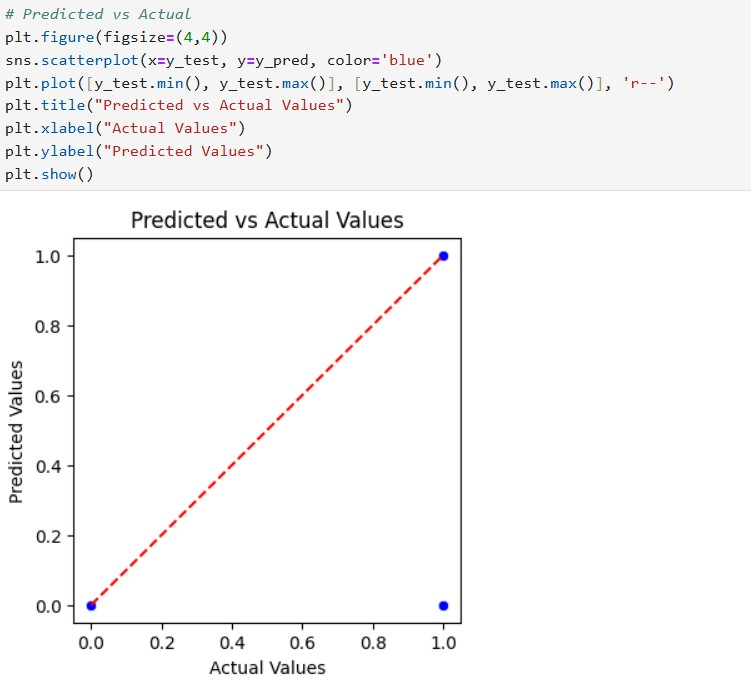 # Predicted vs Actual
plt.figure(figsize=(4,4))
sns.scatterplot(x=y_test, y=y_pred, color='blue')
plt.plot([y_test.min(), y_test.max()], [y_test.min(), y_test.max()], 'r--')
plt.title("Predicted vs Actual Values")
plt.xlabel("Actual Values")
plt.ylabel("Predicted Values")
plt.show()
Predicted vs Actual Values
Predicted Values
1.0
0.8
0.6
0.4
0.2
0.0
0.0 0.2 0.4 0.6 0.8 1.0
Actual Values